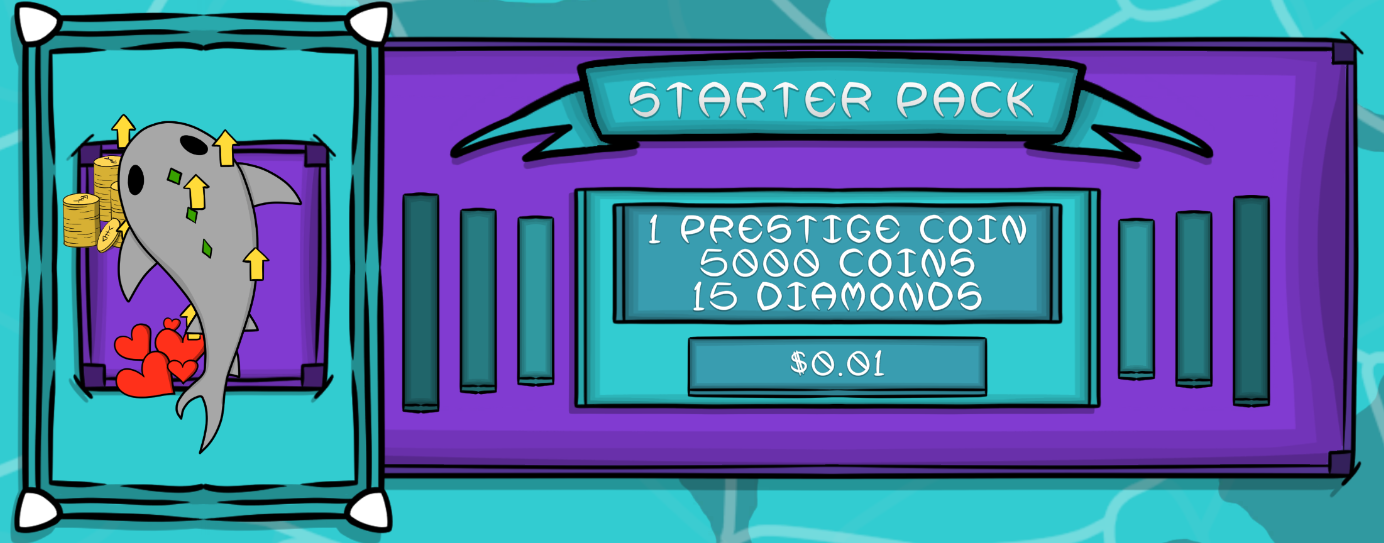 STARTER PACK
1 PRESTIGE COIN
5000 COINS
15 DIAMONDS
$0.01